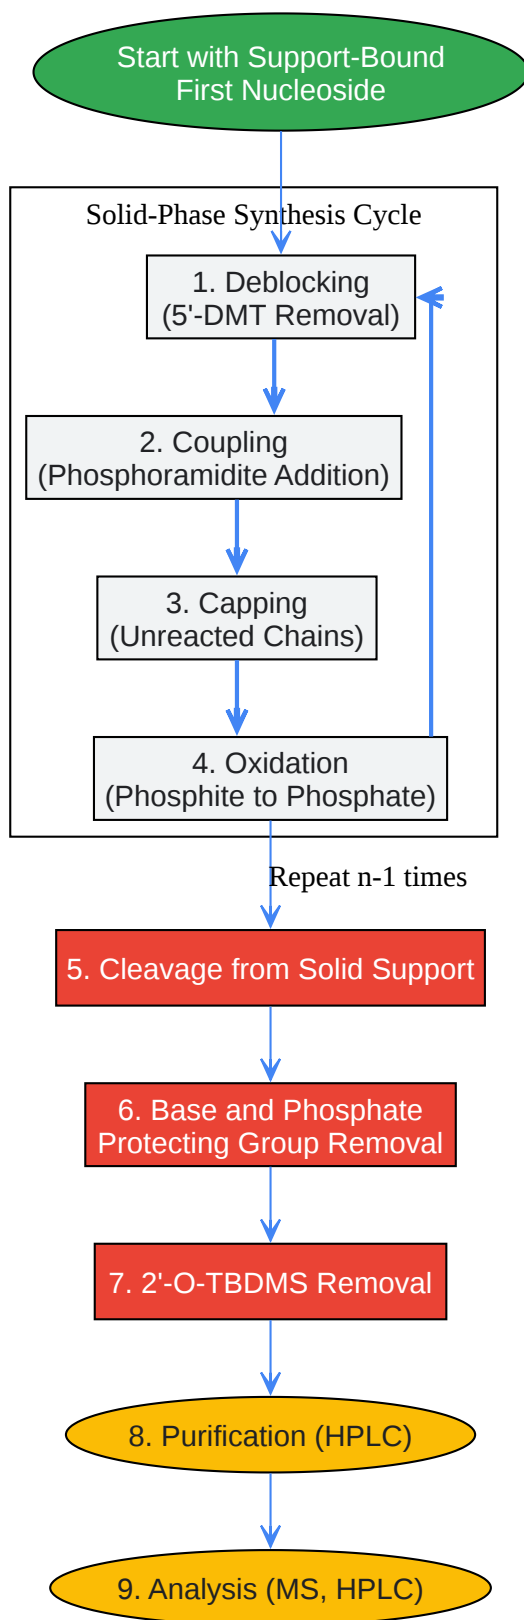 Start with Support-Bound
First Nucleoside
Solid-Phase Synthesis Cycle
1. Deblocking
(5'-DMT Removal)
2. Coupling
(Phosphoramidite Addition)
3. Capping
(Unreacted Chains)
4. Oxidation
(Phosphite to Phosphate)
Repeat n-1 times
5. Cleavage from Solid Support
6. Base and Phosphate
Protecting Group Removal
7. 2'-O-TBDMS Removal
8. Purification (HPLC)
9. Analysis (MS, HPLC)